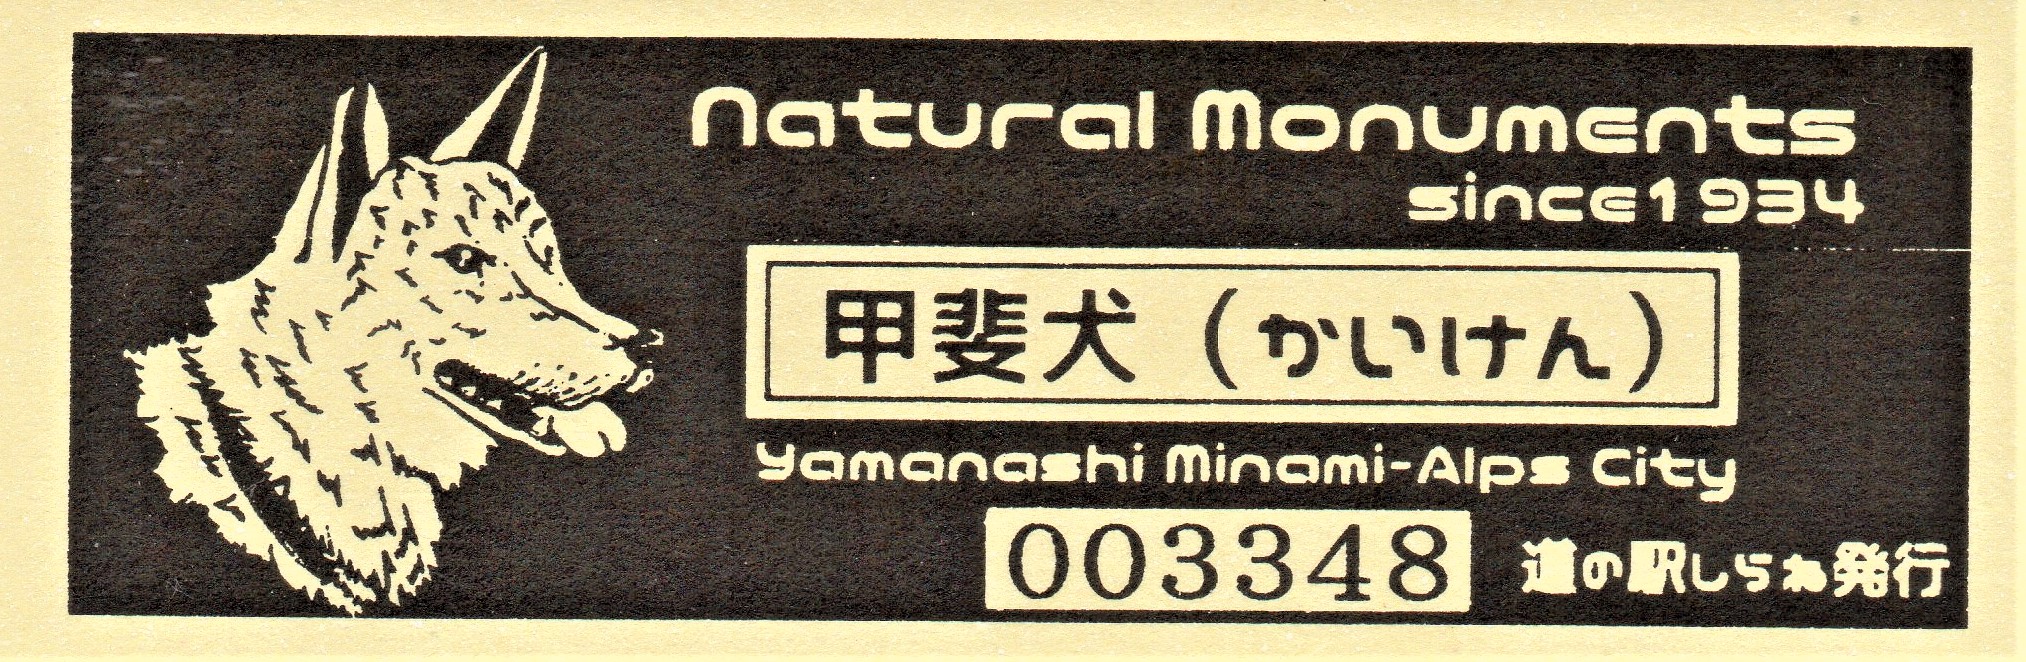 Natural Monuments
since1934
甲斐犬（かいけん）
Yamanashi Minami-Alps City
003348
道の駅しらね発行